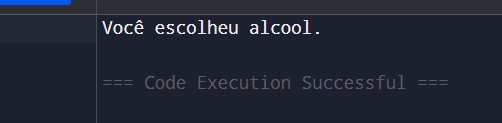 Você escolheu alcool.
=== Code Execution Successful ===